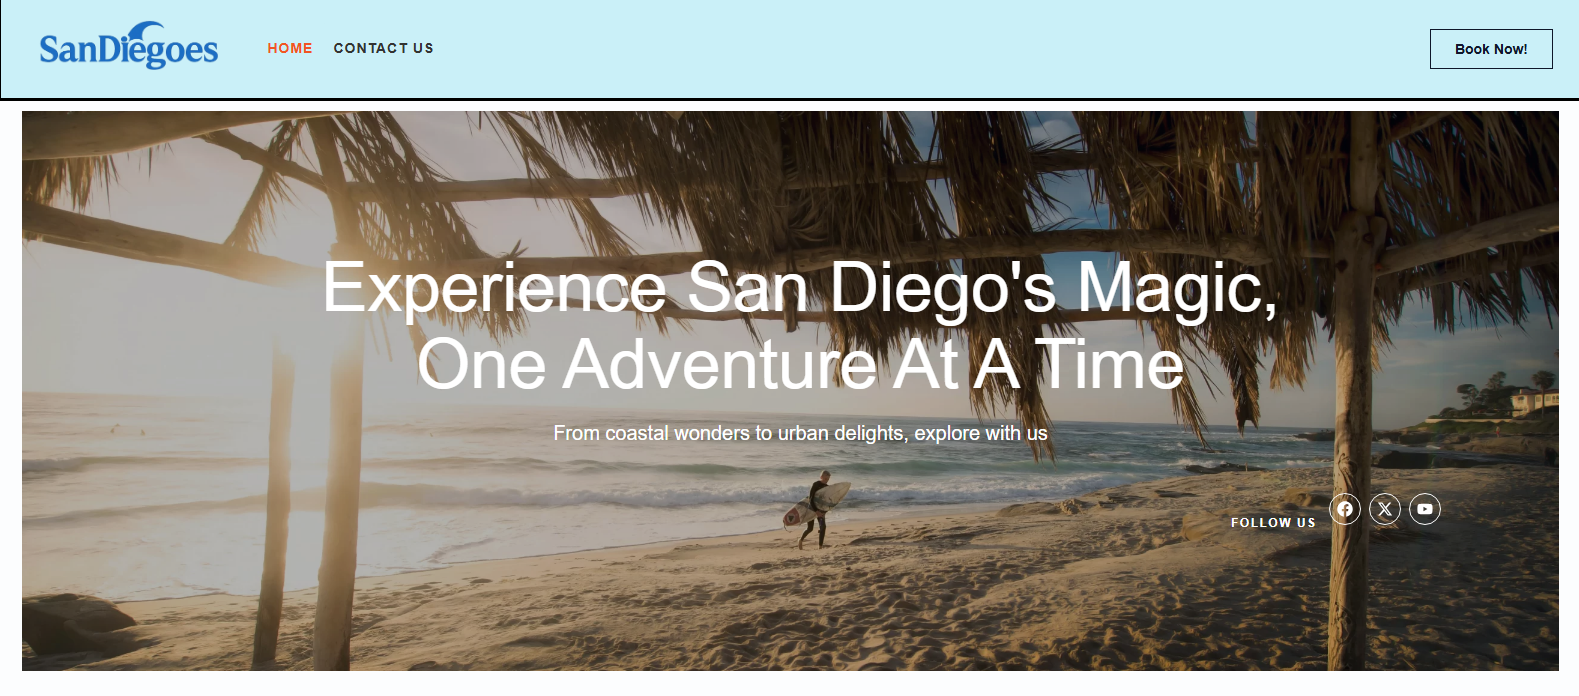 SanDiegoes
HOME
CONTACT US
Book Now!
Experience San Diego's Magic,
One Adventure At A Time
From coastal wonders to urban delights, explore with us
FOLLOW US